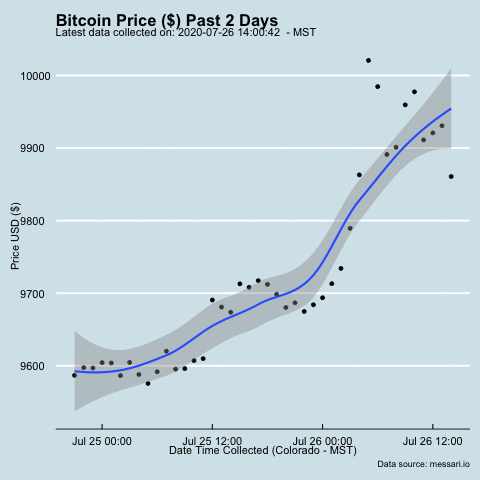 Bitcoin Price ($) Past 2 Days
Latest data collected on: 2020-07-26 14:00:42  - MST
10000
9900
9800
9700
9600
Price USD ($)
Jul 25 00:00
Jul 25 12:00
Jul 26 00:00
Jul 26 12:00
Date Time Collected (Colorado - MST)
Data source: messari.io